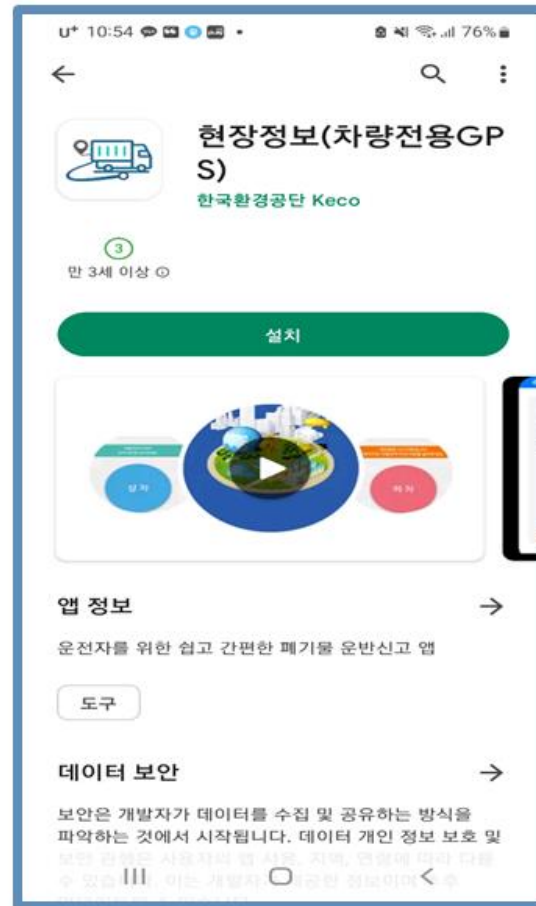 U⁺ 10:54
76%
현장정보(차량전용GP
S)
한국환경공단 Keco
3
만 3세 이상
설치
상 차
하 차
앱 정보
운전자를 위한 쉽고 간편한 폐기물 운반신고 앱
도구
데이터 보안
보안은 개발자가 데이터를 수집 및 공유하는 방식을
파악하는 것에서 시작됩니다. 데이터 개인 정보 보호 및
보안 관행은 사용자의 앱 사용, 지역, 연령에 따라 다를
수 있습니다. 이는 개발자가 제공한 정보이며 추후